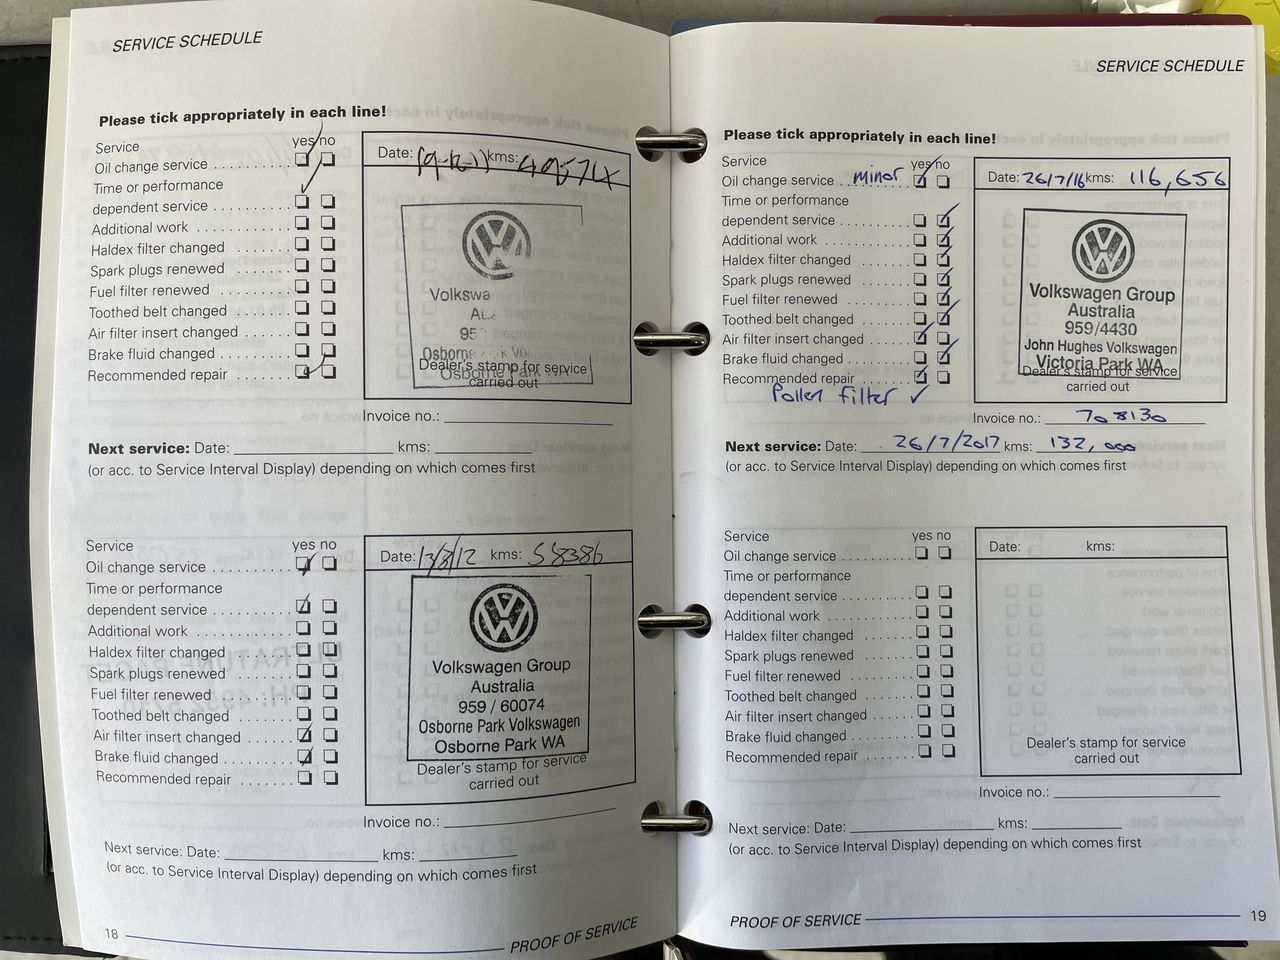 SERVICE SCHEDULE
Please tick appropriately in each line!
Service yes no
Oil change service
Time or performance
dependent service
Additional work
Haldex filter changed
Spark plugs renewed
Fuel filter renewed
Toothed belt changed
Air filter insert changed
Brake fluid changed
Recommended repair
Date: kms:
Volkswa
95
Osborne
Osborne Park WA
Dealer's stamp for service
carried out
Invoice no.:
Next service: Date: kms:
(or acc. to Service Interval Display) depending on which comes first
Service yes no
Oil change service
Time or performance
dependent service
Additional work
Haldex filter changed
Spark plugs renewed
Fuel filter renewed
Toothed belt changed
Air filter insert changed
Brake fluid changed
Recommended repair
Date: 13/3/12 kms: 58386
Volkswagen Group
Australia
959 / 60074
Osborne Park Volkswagen
Osborne Park WA
Dealer's stamp for service
carried out
Invoice no.:
Next service: Date: kms:
(or acc. to Service Interval Display) depending on which comes first
18 PROOF OF SERVICE
SERVICE SCHEDULE
Please tick appropriately in each line!
Service yes no
Oil change service minor
Time or performance
dependent service
Additional work
Haldex filter changed
Spark plugs renewed
Fuel filter renewed
Toothed belt changed
Air filter insert changed
Brake fluid changed
Recommended repair
Pollen filter ✓
Date: 26/7/16 kms: 116,656
Volkswagen Group
Australia
959/4430
John Hughes Volkswagen
Victoria Park WA
Dealer's stamp for service
carried out
Invoice no.: 708130
Next service: Date: 26/7/2017 kms: 132,000
(or acc. to Service Interval Display) depending on which comes first
Service yes no
Oil change service
Time or performance
dependent service
Additional work
Haldex filter changed
Spark plugs renewed
Fuel filter renewed
Toothed belt changed
Air filter insert changed
Brake fluid changed
Recommended repair
Date: kms:
Dealer's stamp for service
carried out
Invoice no.:
Next service: Date: kms:
(or acc. to Service Interval Display) depending on which comes first
PROOF OF SERVICE 19